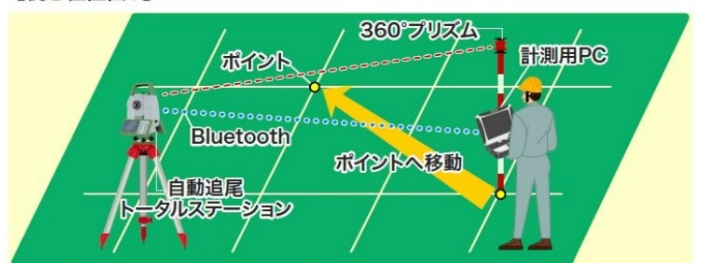 360°プリズム
ポイント
計測用PC
Bluetooth
ポイントへ移動
自動追尾
トータルステーション